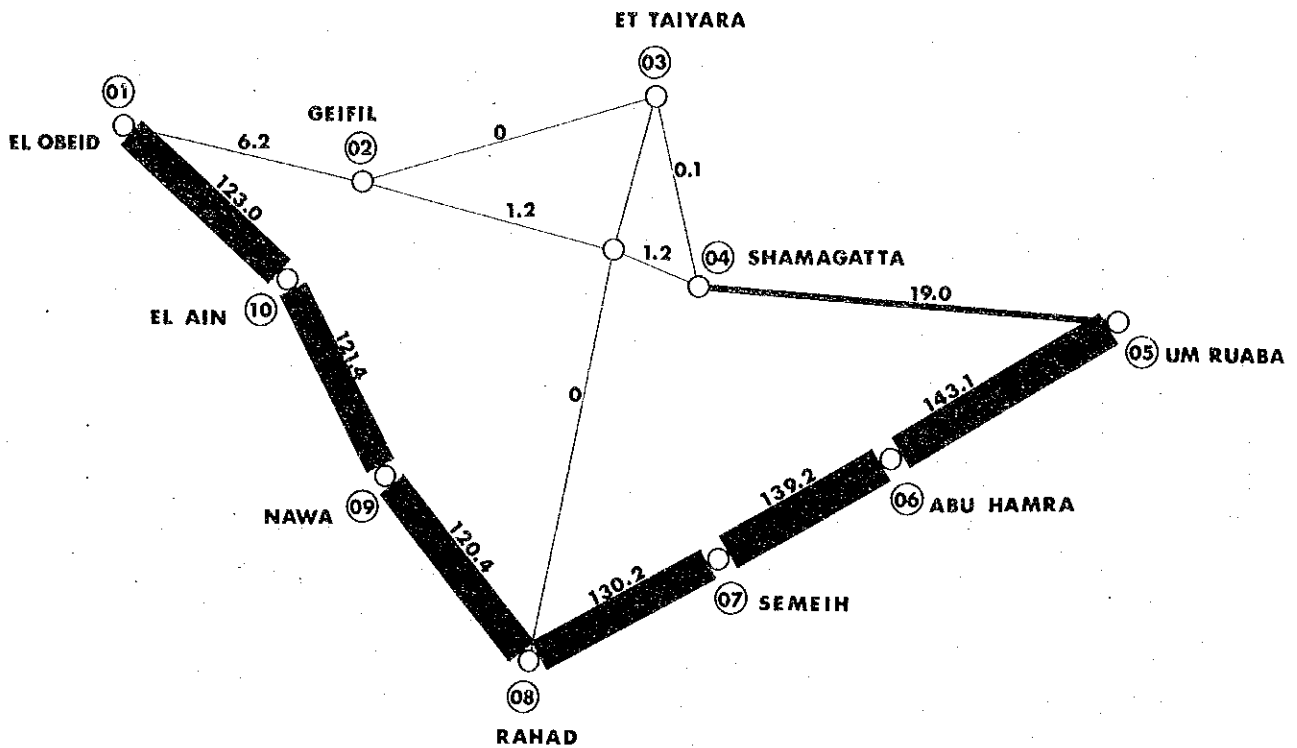 ET TAIYARA
03
01
GEIFIL
EL OBEID
6.2
02
0
123.0
0.1
1.2
1.2
04 SHAMAGATTA
10
EL AIN
19.0
05 UM RUABA
121.4
0
143.1
09
NAWA
139.2
06 ABU HAMRA
120.4
130.2
07 SEMEIH
08
RAHAD